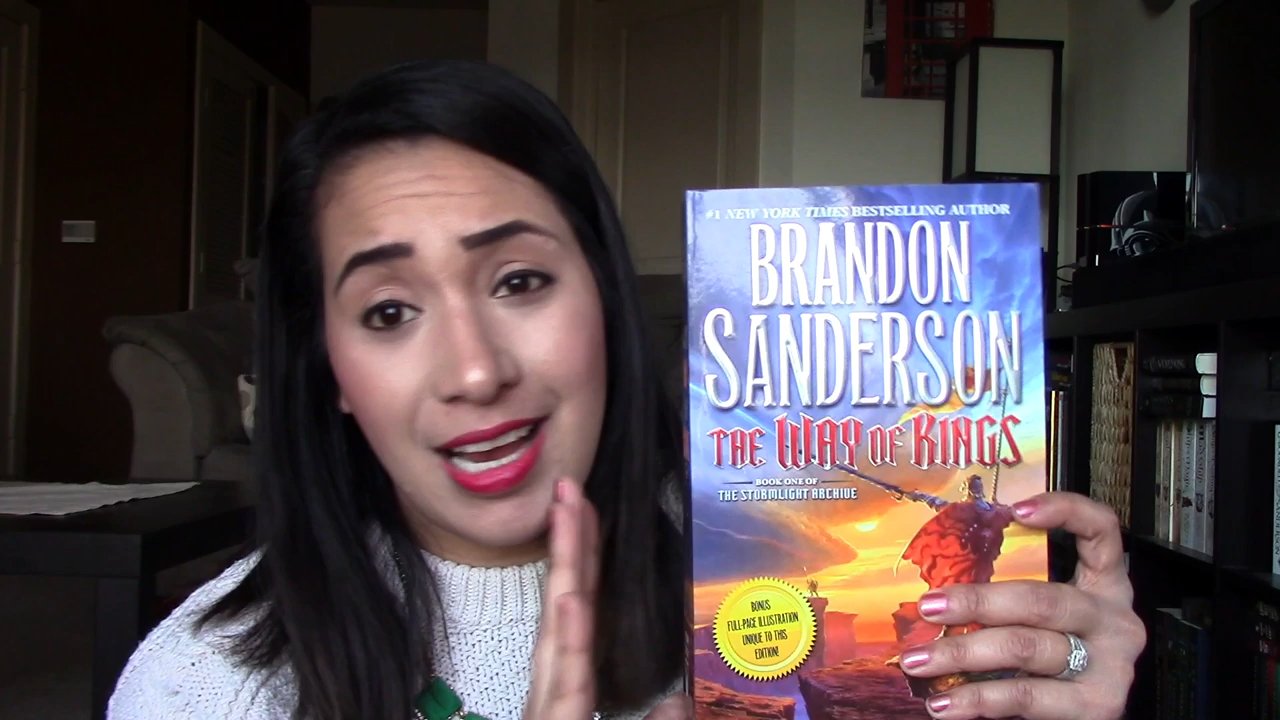 #1 NEW YORK TIMES BESTSELLING AUTHOR
BRANDON
SANDERSON
THE WAY OF KINGS
BOOK ONE OF
THE STORMLIGHT ARCHIVE
BONUS
FULL-PAGE ILLUSTRATION
UNIQUE TO THIS
EDITION!